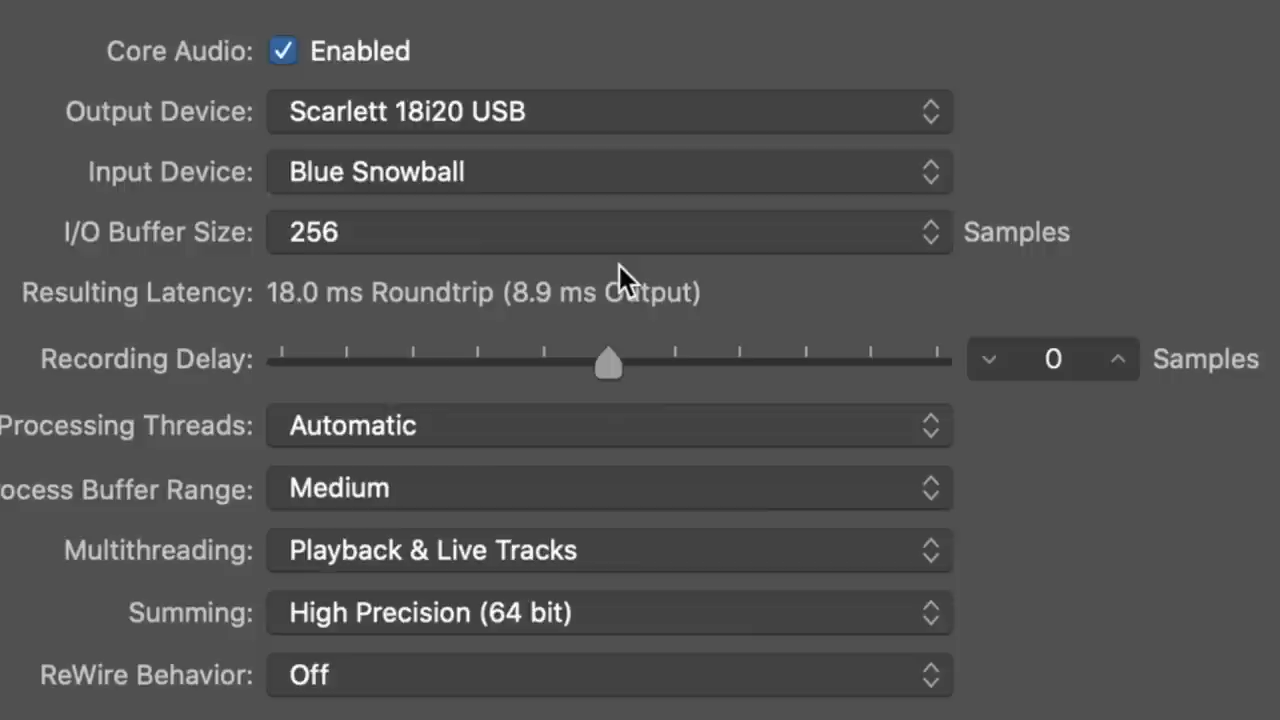 Core Audio: Enabled
Output Device: Scarlett 18i20 USB
Input Device: Blue Snowball
I/O Buffer Size: 256 Samples
Resulting Latency: 18.0 ms Roundtrip (8.9 ms Output)
Recording Delay: 0 Samples
Processing Threads: Automatic
ocess Buffer Range: Medium
Multithreading: Playback & Live Tracks
Summing: High Precision (64 bit)
ReWire Behavior: Off